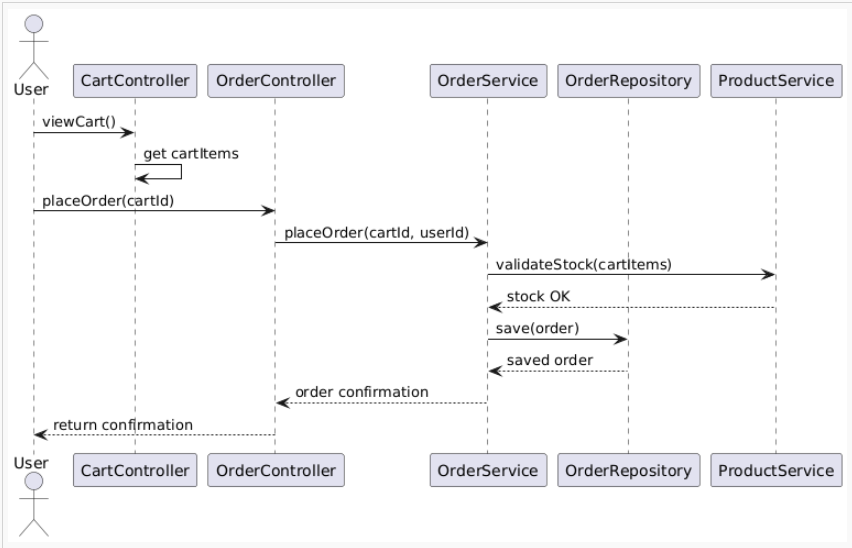 User
CartController
OrderController
OrderService
OrderRepository
ProductService
viewCart()
get cartItems
placeOrder(cartId)
placeOrder(cartId, userId)
validateStock(cartItems)
stock OK
save(order)
saved order
order confirmation
return confirmation
User
CartController
OrderController
OrderService
OrderRepository
ProductService